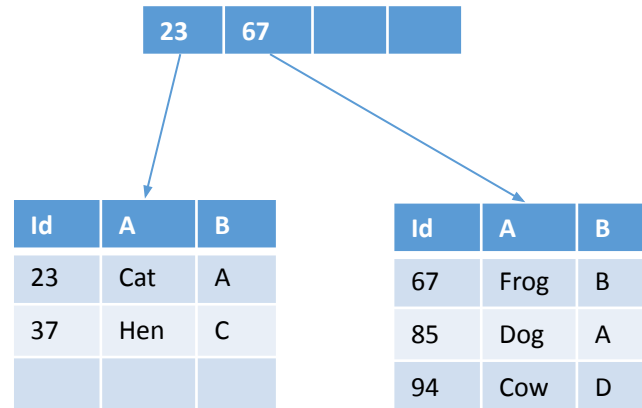 23 67
Id A B
23 Cat A
37 Hen C
Id A B
67 Frog B
85 Dog A
94 Cow D